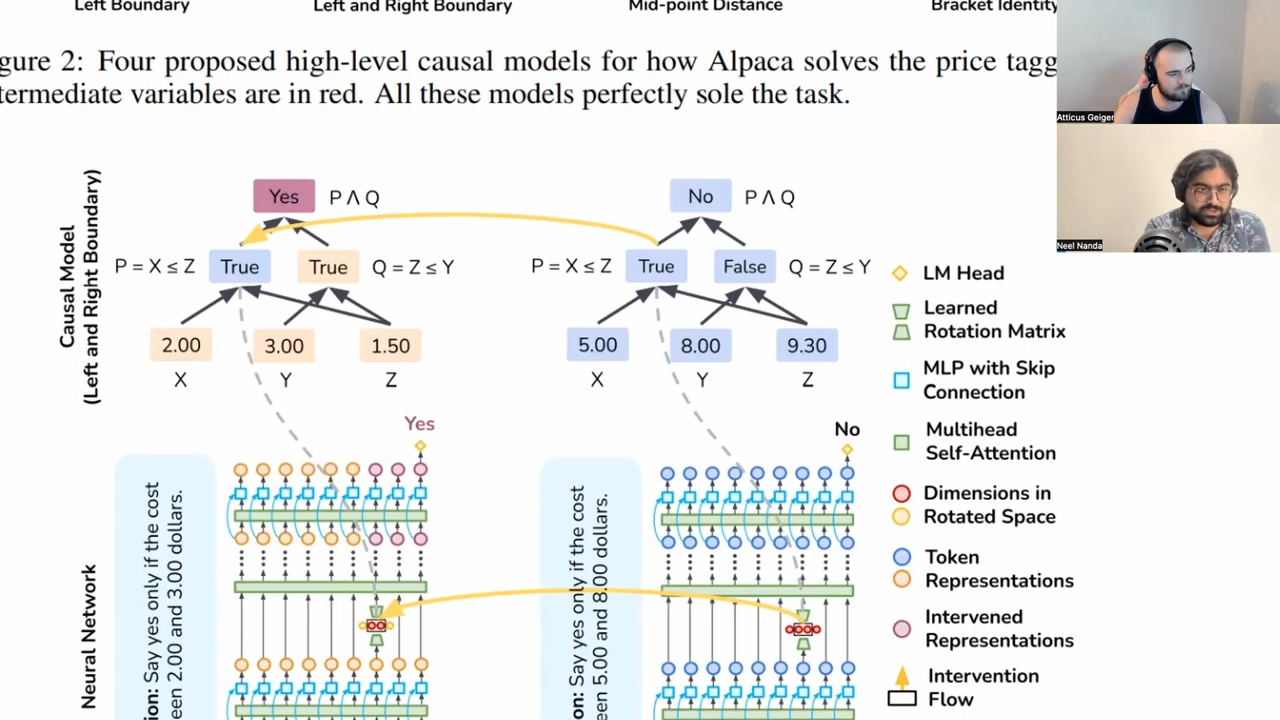 Left Boundary
Left and Right Boundary
Mid-point Distance
Bracket Identity
gure 2: Four proposed high-level causal models for how Alpaca solves the price tagg
termediate variables are in red. All these models perfectly sole the task.
Atticus Geiger
Neel Nanda
Causal Model
(Left and Right Boundary)
Yes
P ∧ Q
P = X ≤ Z
True
True
Q = Z ≤ Y
2.00
3.00
1.50
X
Y
Z
No
P ∧ Q
P = X ≤ Z
True
False
Q = Z ≤ Y
5.00
8.00
9.30
X
Y
Z
LM Head
Learned
Rotation Matrix
MLP with Skip
Connection
Multihead
Self-Attention
Dimensions in
Rotated Space
Token
Representations
Intervened
Representations
Intervention
Flow
Neural Network
Yes
ion: Say yes only if the cost
een 2.00 and 3.00 dollars.
No
on: Say yes only if the cost
een 5.00 and 8.00 dollars.